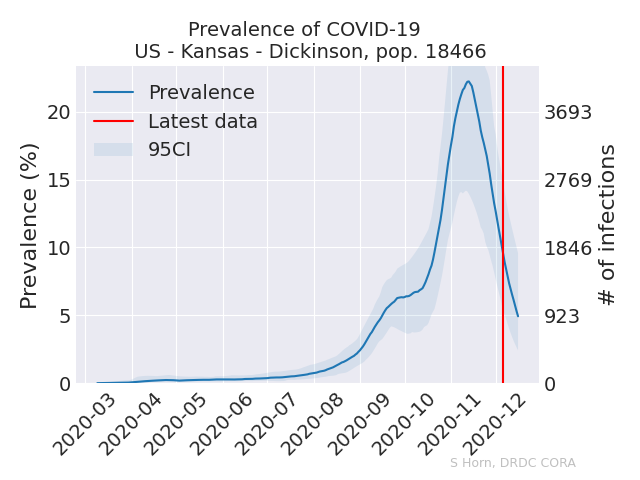 Prevalence of COVID-19
US - Kansas - Dickinson, pop. 18466
Prevalence
Latest data
95CI
Prevalence (%)
20
15
10
5
0
3693
2769
1846
923
0
# of infections
2020-03
2020-04
2020-05
2020-06
2020-07
2020-08
2020-09
2020-10
2020-11
2020-12
S Horn, DRDC CORA